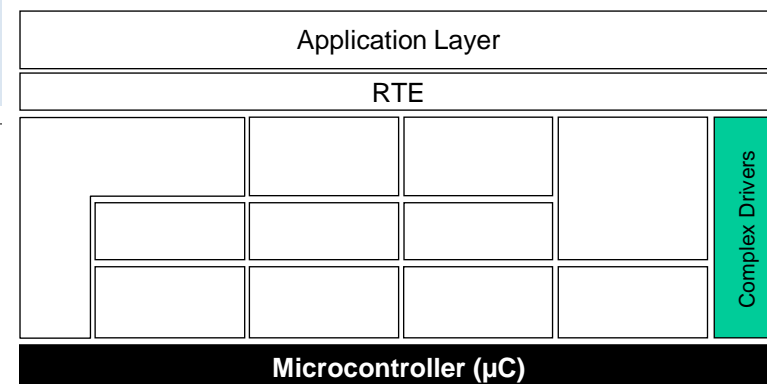 Application Layer
RTE
Complex Drivers
Microcontroller (µC)